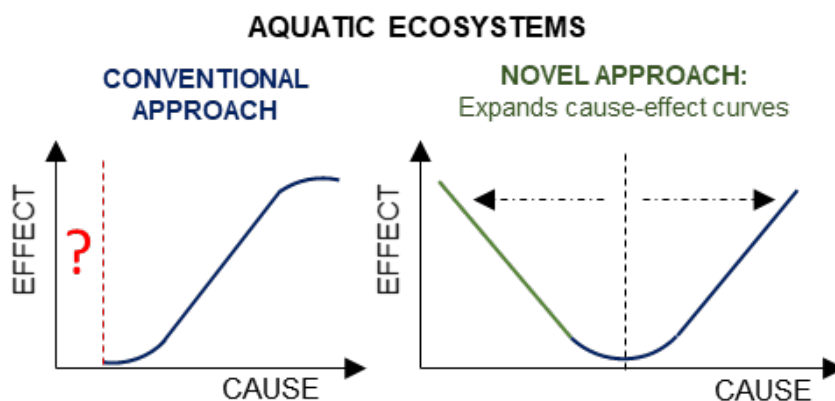 AQUATIC ECOSYSTEMS
CONVENTIONAL
APPROACH
EFFECT
?
CAUSE
NOVEL APPROACH:
Expands cause-effect curves
EFFECT
CAUSE